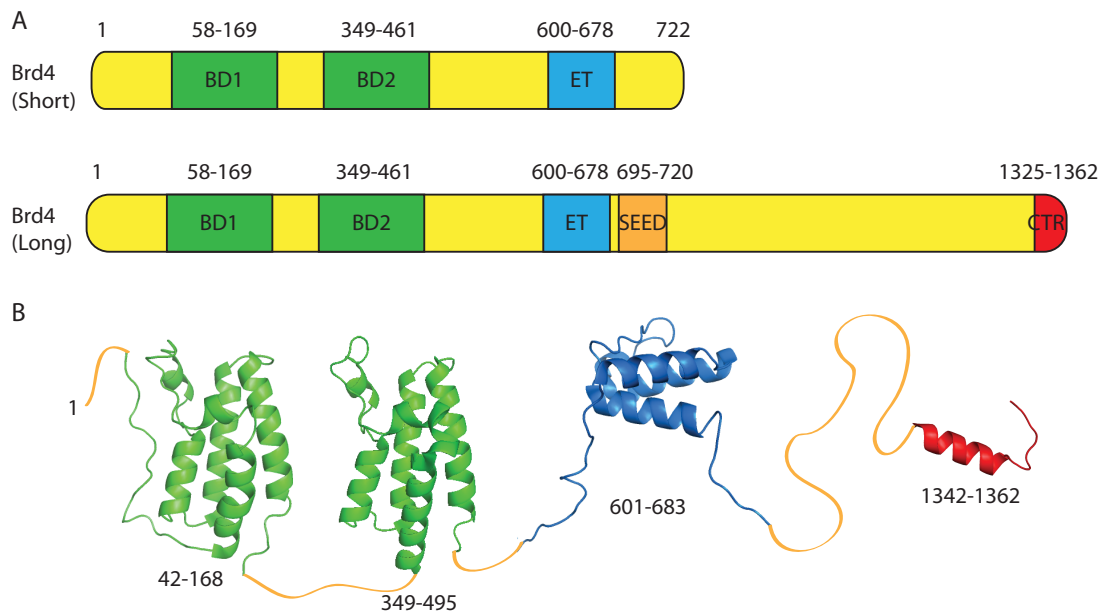 A
1 58-169 349-461 600-678 722
Brd4
(Short)
BD1 BD2 ET
1 58-169 349-461 600-678 695-720 1325-1362
Brd4
(Long)
BD1 BD2 ET SEED CTR
B
1
42-168
349-495
601-683
1342-1362